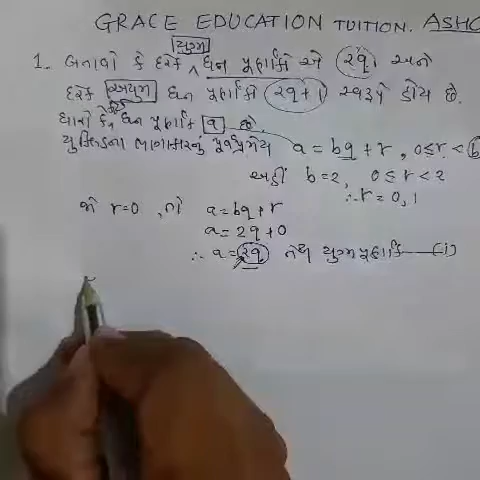 GRACE EDUCATION TUITION. ASHO
1. બતાવો કે દરેક યુગ્મ ધન પૂર્ણાંક એ 2q અને
દરેક અયુગ્મ ધન પૂર્ણાંક 2q+1 સ્વરૂપે હોય છે.
ધારો કે ધન પૂર્ણાંક a છે.
યુક્લિડના ભાગાકારનું પૂર્વપ્રમેય a = bq + r, 0≤r<b
અહીં b=2, 0≤r<2
∴ r = 0, 1
જો r=0, તો a = bq + r
a = 2q + 0
∴ a = 2q તેથી યુગ્મ પૂર્ણાંક —(i)